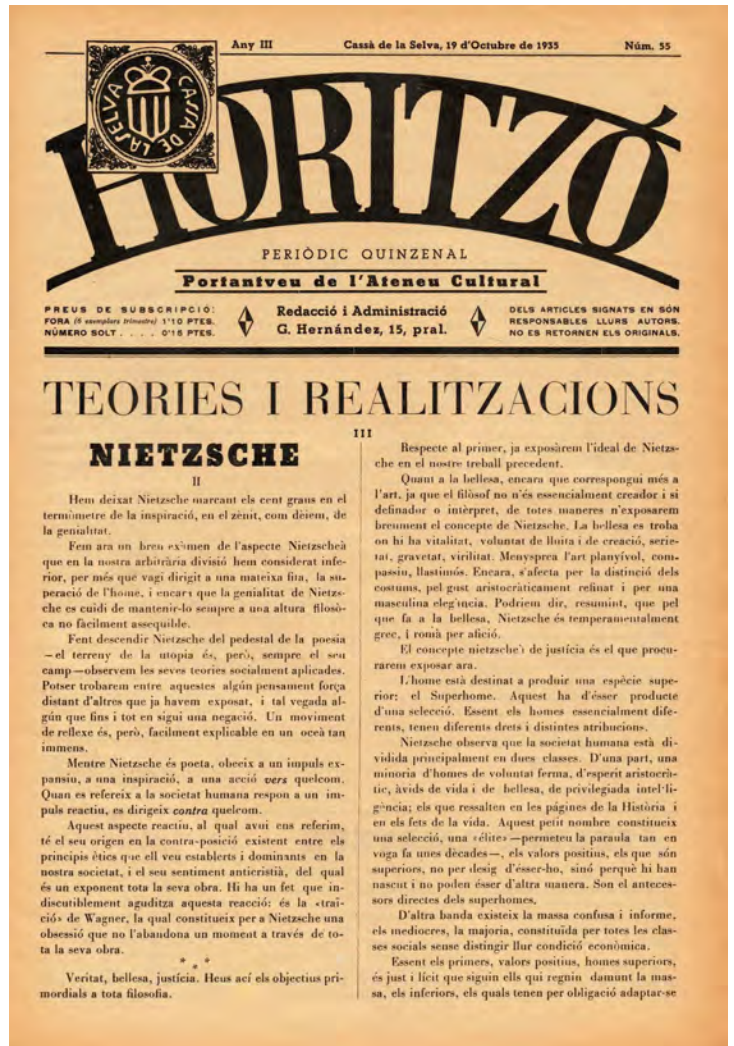 Any III
Cassà de la Selva, 19 d'Octubre de 1935
Núm. 55
CASSA DE LASELVA
HORITZÓ
PERIÒDIC QUINZENAL
Portantveu de l'Ateneu Cultural
PREUS DE SUBSCRIPCIÓ:
FORA (6 exemplars trimestre) 1'10 PTES.
NÚMERO SOLT . . . . 0'15 PTES.
Redacció i Administració
G. Hernández, 15, pral.
DELS ARTICLES SIGNATS EN SÓN
RESPONSABLES LLURS AUTORS.
NO ES RETORNEN ELS ORIGINALS.
TEORIES I REALITZACIONS
III
NIETZSCHE
II
Hem deixat Nietzsche marcant els cent graus en el
termòmetre de la inspiració, en el zènit, com dèiem, de
la genialitat.
Fem ara un breu exàmen de l'aspecte Nietzscheà
que en la nostra arbitrària divisió hem considerat infe-
rior, per més que vagi dirigit a una mateixa fita, la su-
peració de l'home, i encara que la genialitat de Nietzs-
che es cuidi de mantenir-lo sempre a una altura filosò-
ca no fàcilment assequible.
Fent descendir Nietzsche del pedestal de la poesia
—el terreny de la utopia és, però, sempre el seu
camp—observem les seves teories socialment aplicades.
Potser trobarem entre aquestes algún pensament força
distant d'altres que ja havem exposat, i tal vegada al-
gún que fins i tot en sigui una negació. Un moviment
de reflexe és, però, facilment explicable en un oceà tan
immens.
Mentre Nietzsche és poeta, obeeix a un impuls ex-
pansiu, a una inspiració, a una acció vers quelcom.
Quan es refereix a la societat humana respon a un im-
puls reactiu, es dirigeix contra quelcom.
Aquest aspecte reactiu, al qual avui ens referim,
té el seu origen en la contra-posició existent entre els
principis ètics que ell veu establerts i dominants en la
nostra societat, i el seu sentiment anticristià, del qual
és un exponent tota la seva obra. Hi ha un fet que in-
discutiblement aguditza aquesta reacció: és la «traï-
ció» de Wagner, la qual constitueix per a Nietzsche una
obsessió que no l'abandona un moment a través de to-
ta la seva obra.
* * *
Veritat, bellesa, justícia. Heus ací els objectius pri-
mordials a tota filosofia.
Respecte al primer, ja exposàrem l'ideal de Nietzs-
che en el nostre treball precedent.
Quant a la bellesa, encara que correspongui més a
l'art, ja que el filòsof no n'és essencialment creador i si
definador o intèrpret, de totes maneres n'exposarem
breument el concepte de Nietzsche. La bellesa es troba
on hi ha vitalitat, voluntat de lluita i de creació, serie-
tat, gravetat, virilitat. Menysprea l'art planyívol, com-
passiu, llastimós. Encara, s'afecta per la distinció dels
costums, pel gust aristocràticament refinat i per una
masculina elegància. Podriem dir, resumint, que pel
que fa a la bellesa, Nietzsche és temperamentalment
grec, i romà per afició.
El concepte nietzscheà de justícia és el que procu-
rarem exposar ara.
L'home està destinat a produir una espècie supe-
rior: el Superhome. Aquest ha d'ésser producte
d'una selecció. Essent els homes essencialment dife-
rents, tenen diferents drets i distintes atribucions.
Nietzsche observa que la societat humana està di-
vidida principalment en dues classes. D'una part, una
minoria d'homes de voluntat ferma, d'esperit aristocrà-
tic, àvids de vida i de bellesa, de privilegiada intel·li-
gència; els que ressalten en les pàgines de la Història i
en els fets de la vida. Aquest petit nombre constitueix
una selecció, una «élite»—permeteu la paraula tan en
voga fa unes dècades—, els valors positius, els que són
superiors, no per desig d'ésser-ho, sinó perquè hi han
nascut i no poden ésser d'altra manera. Son el anteces-
sors directes dels superhomes.
D'altra banda existeix la massa confusa i informe,
els mediocres, la majoria, constituïda per totes les clas-
ses socials sense distingir llur condició econòmica.
Essent els primers, valors positius, homes superiors,
és just i lícit que siguin ells qui regnin damunt la mas-
sa, els inferiors, els quals tenen per obligació adaptar-se